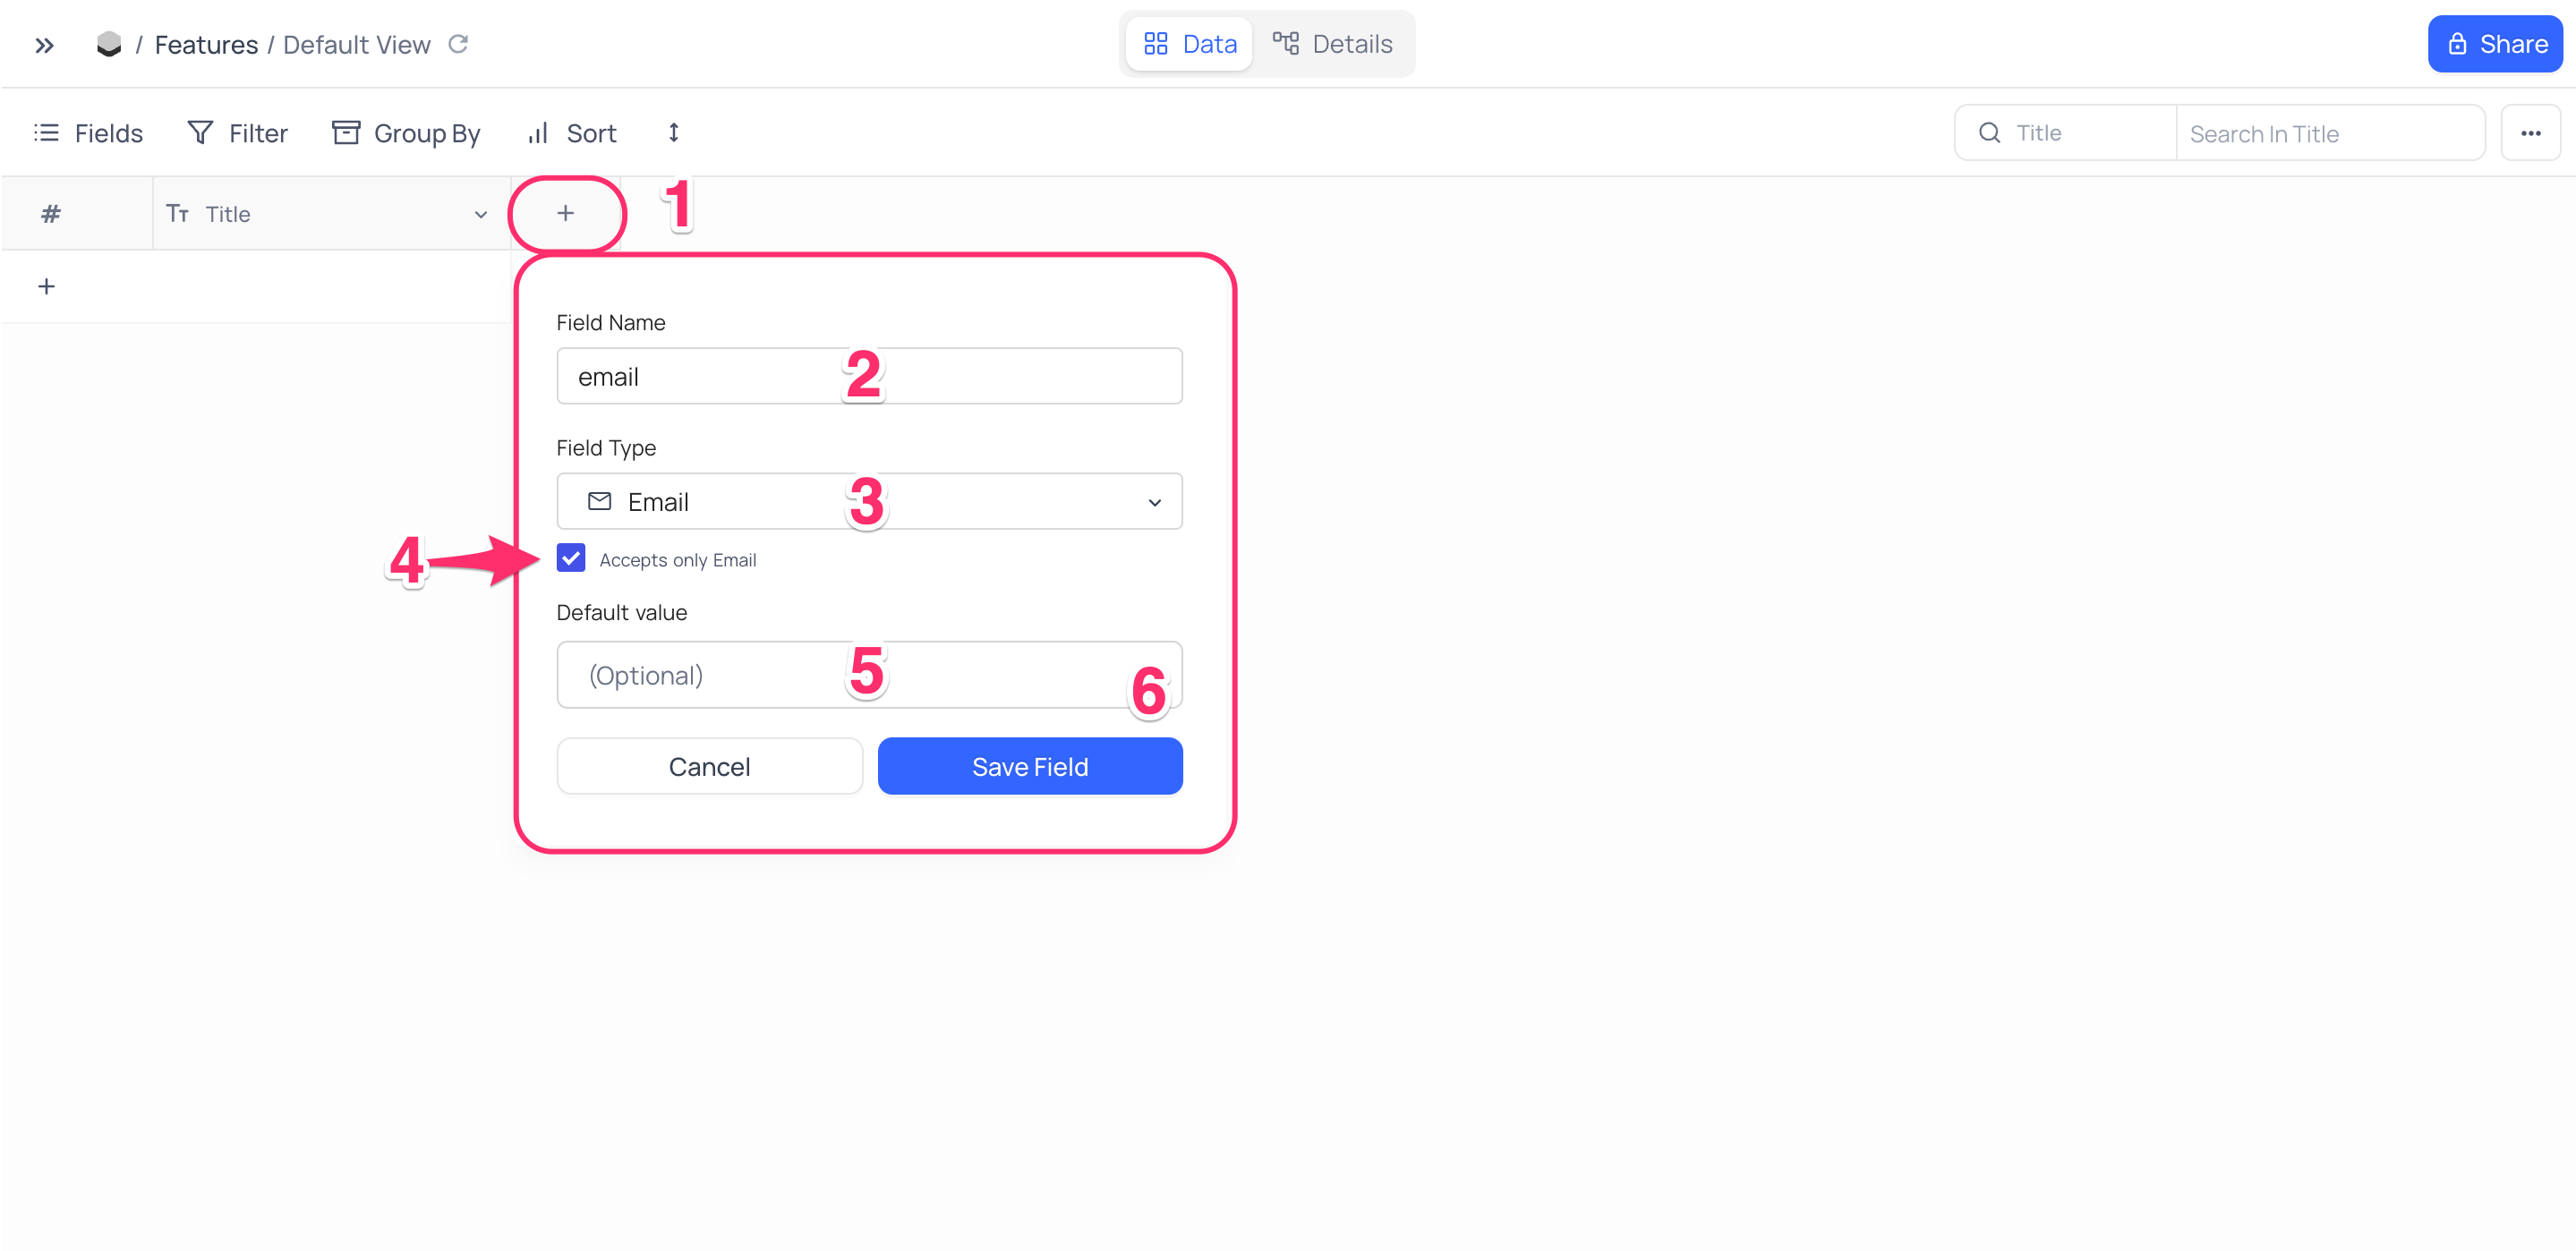 / Features / Default View
Data
Details
Share
Fields
Filter
Group By
Sort
Title
Search In Title
# Title
+
1
+
Field Name
email
2
Field Type
Email
3
4
Accepts only Email
Default value
(Optional)
5
6
Cancel
Save Field